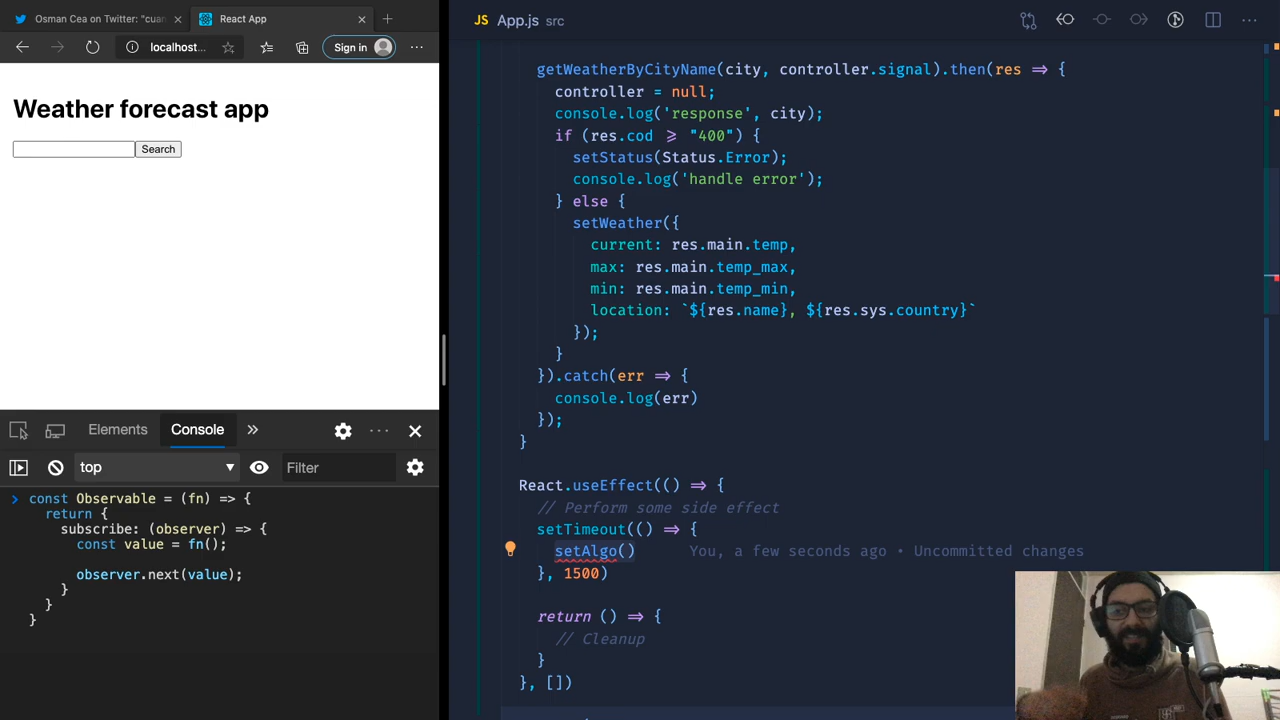 Osman Cea on Twitter: "cuan
React App
localhost...
Sign in
Weather forecast app
Search
Elements
Console
top
Filter
const Observable = (fn) => {
return {
subscribe: (observer) => {
const value = fn();
observer.next(value);
}
}
}
JS App.js src
getWeatherByCityName(city, controller.signal).then(res => {
controller = null;
console.log('response', city);
if (res.cod >= "400") {
setStatus(Status.Error);
console.log('handle error');
} else {
setWeather({
current: res.main.temp,
max: res.main.temp_max,
min: res.main.temp_min,
location: `${res.name}, ${res.sys.country}`
});
}
}).catch(err => {
console.log(err)
});
}
React.useEffect(() => {
// Perform some side effect
setTimeout(() => {
setAlgo() You, a few seconds ago • Uncommitted changes
}, 1500)
return () => {
// Cleanup
}
}, [])